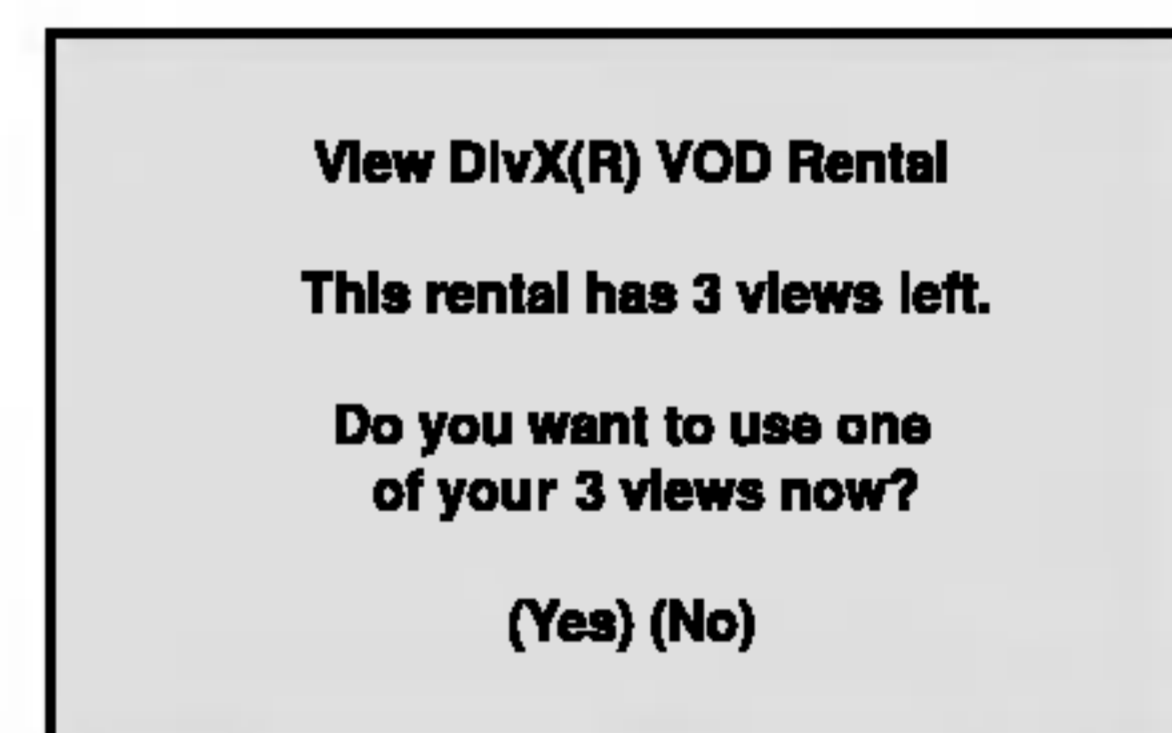 View DivX(R) VOD Rental
This rental has 3 views left.
Do you want to use one
of your 3 views now?
(Yes) (No)